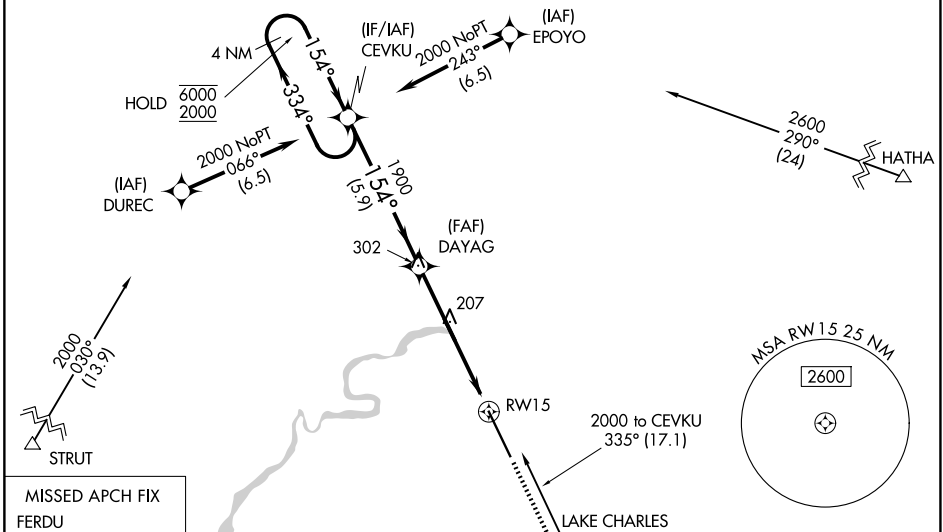 (IAF)
EPOYO
(IF/IAF)
CEVKU
2000 NoPT
243°
(6.5)
4 NM
154°
334°
HOLD
6000
2000
2000 NoPT
066°
(6.5)
(IAF)
DUREC
2600
290°
(24)
HATHA
1900
154°
(5.9)
(FAF)
DAYAG
302
207
2000
030°
(13.9)
STRUT
MSA RW15 25 NM
2600
RW15
2000 to CEVKU
335° (17.1)
MISSED APCH FIX
FERDU
LAKE CHARLES